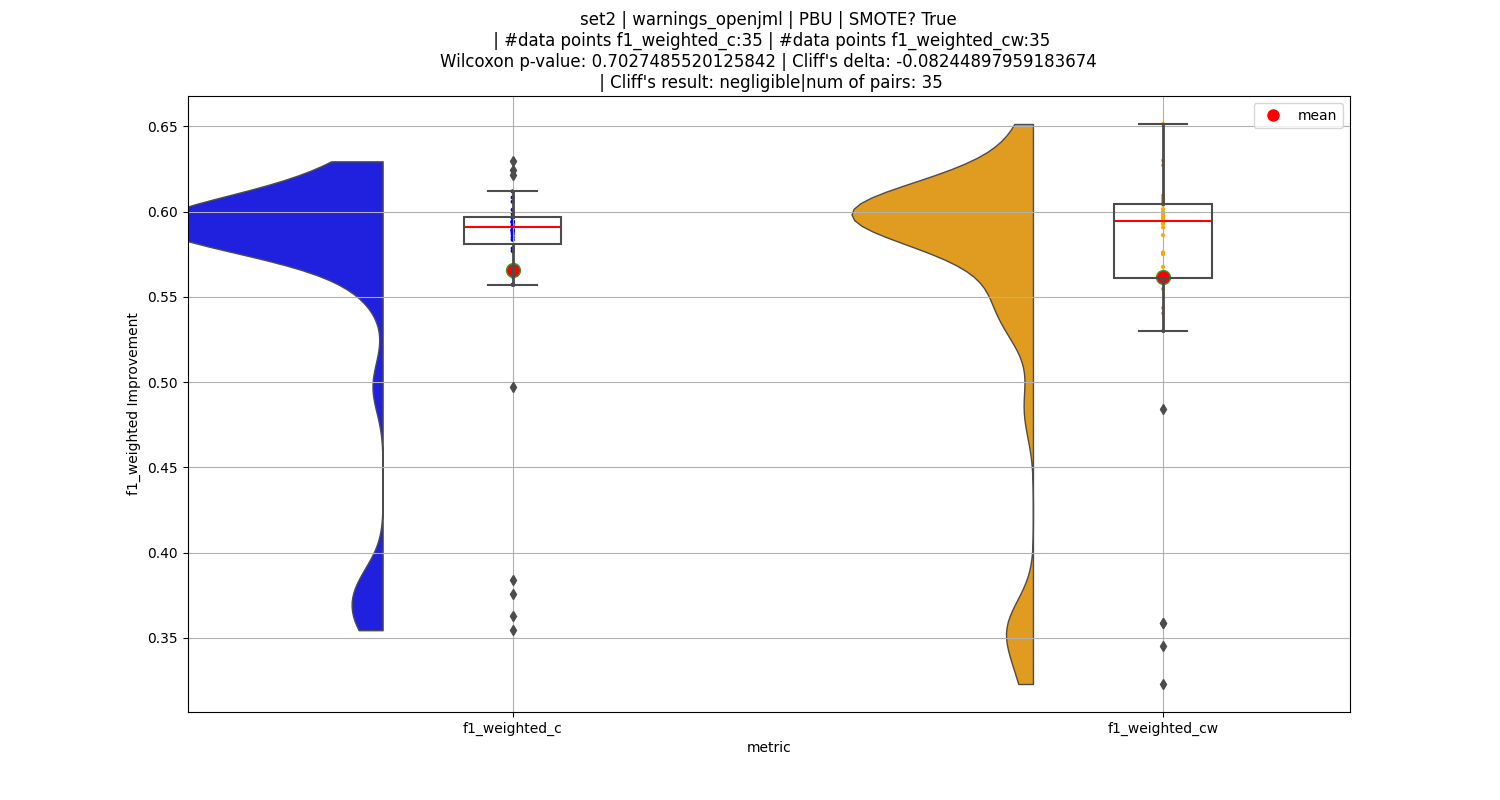 set2 | warnings_openjml | PBU | SMOTE? True
| #data points f1_weighted_c:35 | #data points f1_weighted_cw:35
Wilcoxon p-value: 0.7027485520125842 | Cliff's delta: -0.08244897959183674
| Cliff's result: negligible|num of pairs: 35
mean
f1_weighted Improvement
0.65
0.60
0.55
0.50
0.45
0.40
0.35
f1_weighted_c
f1_weighted_cw
metric